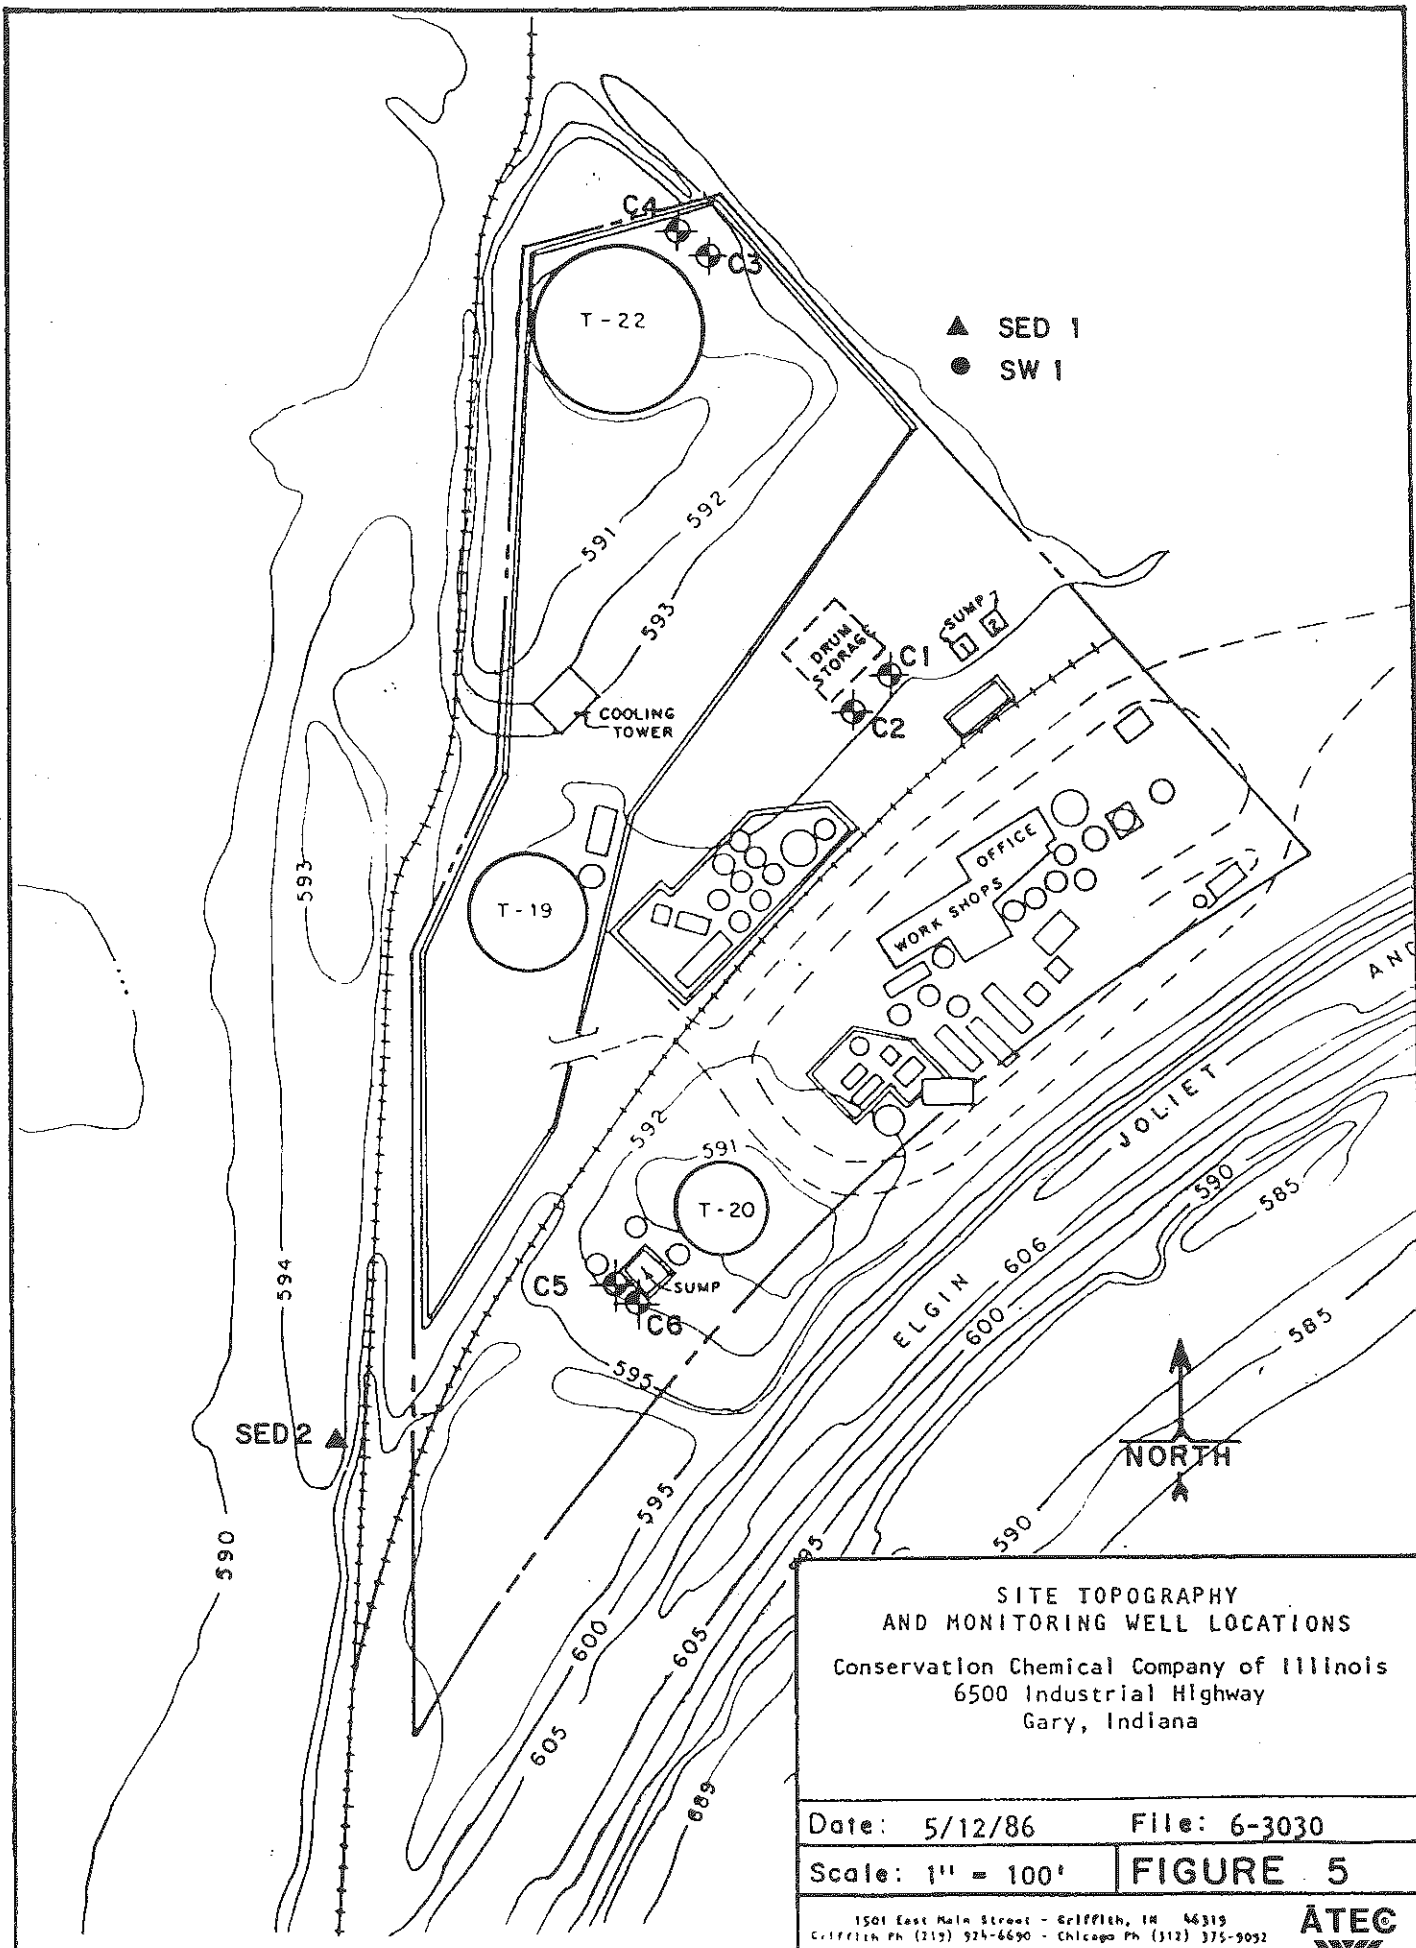 C4
C3
T-22
SED 1
SW 1
591
592
593
SUMP
1
2
DRUM
STORAGE
C1
C2
COOLING
TOWER
593
T-19
OFFICE
WORK SHOPS
592
591
T-20
JOLIET
AND
590
585
594
C5
SUMP
C6
ELGIN
606
600
585
595
SED 2
NORTH
595
590
590
595
600
605
605
689
SITE TOPOGRAPHY
AND MONITORING WELL LOCATIONS
Conservation Chemical Company of Illinois
6500 Industrial Highway
Gary, Indiana
Date: 5/12/86
File: 6-3030
Scale: 1" = 100'
FIGURE 5
1501 East Main Street - Griffith, IN 46319
Griffith Ph (219) 924-6690 - Chicago Ph (312) 375-9092
ATEC